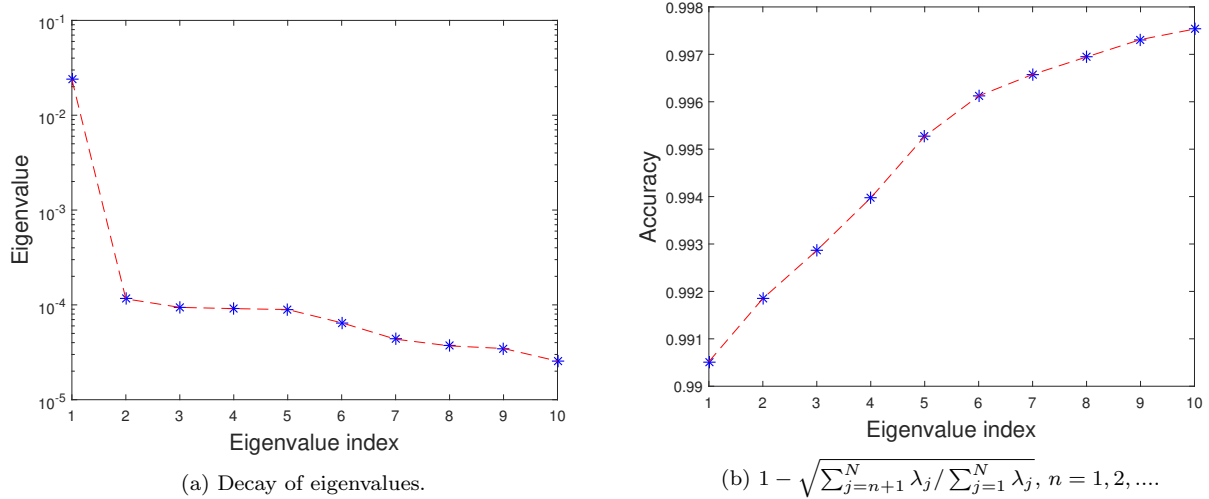 10^-1
10^-2
10^-3
10^-4
10^-5
Eigenvalue
1 2 3 4 5 6 7 8 9 10
Eigenvalue index
(a) Decay of eigenvalues.
0.998
0.997
0.996
0.995
0.994
0.993
0.992
0.991
0.99
Accuracy
1 2 3 4 5 6 7 8 9 10
Eigenvalue index
(b) 1 − √(∑_{j=n+1}^N λ_j / ∑_{j=1}^N λ_j), n = 1, 2, ....